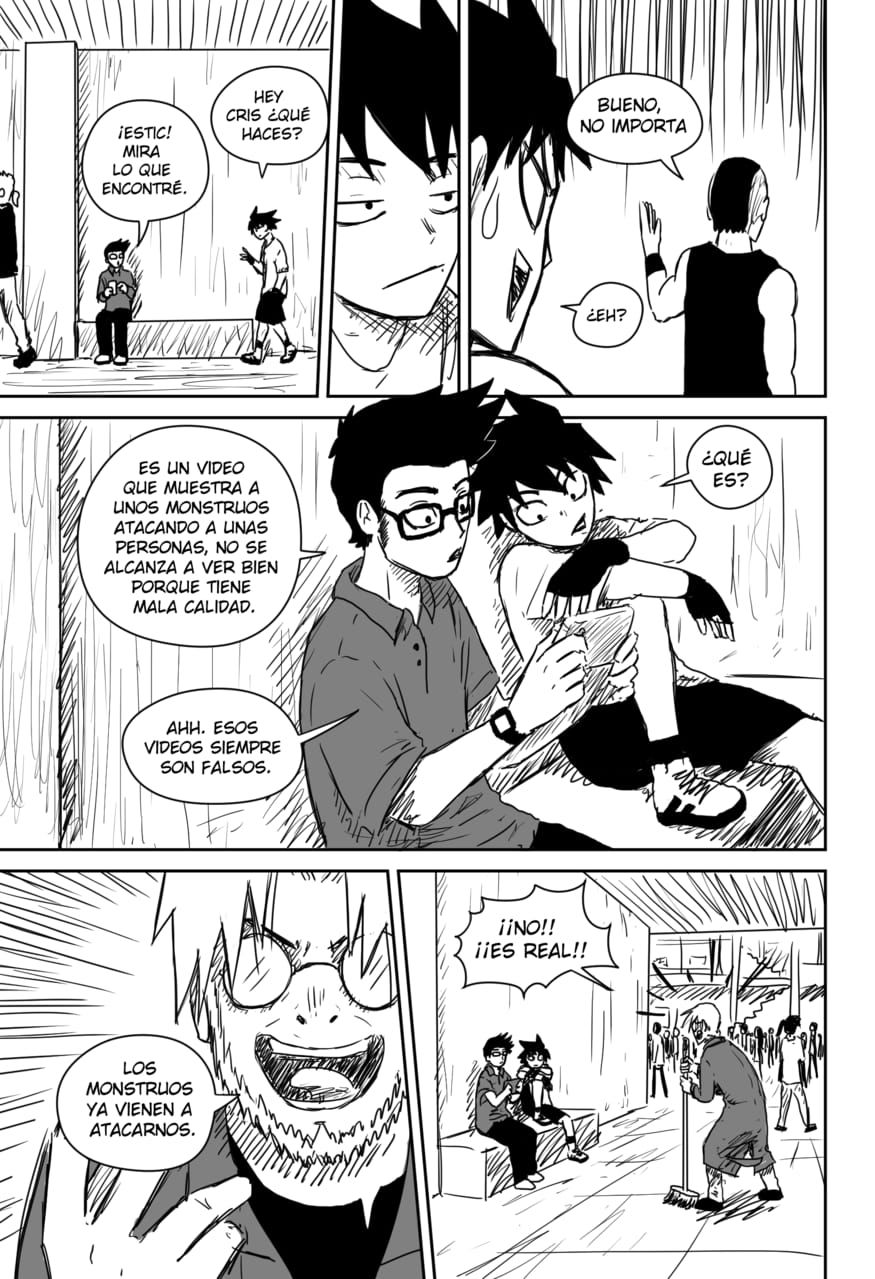 BUENO,
NO IMPORTA
¿EH?
HEY
CRIS ¿QUÉ
HACES?
¡ESTIC!
MIRA
LO QUE
ENCONTRÉ.
¿QUÉ
ES?
ES UN VIDEO
QUE MUESTRA A
UNOS MONSTRUOS
ATACANDO A UNAS
PERSONAS, NO SE
ALCANZA A VER BIEN
PORQUE TIENE
MALA CALIDAD.
AHH. ESOS
VIDEOS SIEMPRE
SON FALSOS.
¡¡NO!!
¡¡ES REAL!!
LOS
MONSTRUOS
YA VIENEN A
ATACARNOS.